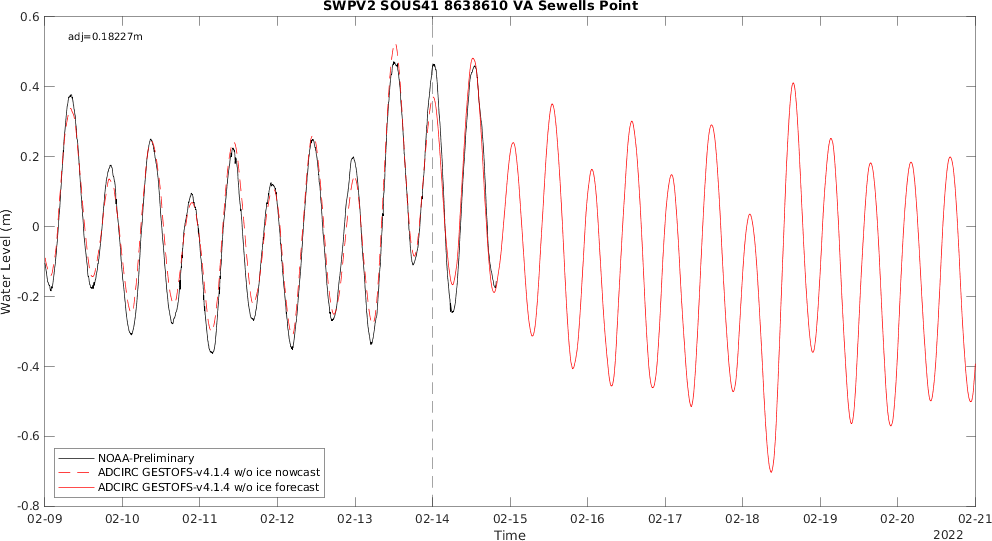 SWPV2 SOUS41 8638610 VA Sewells Point
adj=0.18227m
Water Level (m)
0.6
0.4
0.2
0
-0.2
-0.4
-0.6
-0.8
NOAA-Preliminary
ADCIRC GESTOFS-v4.1.4 w/o ice nowcast
ADCIRC GESTOFS-v4.1.4 w/o ice forecast
02-09 02-10 02-11 02-12 02-13 02-14 02-15 02-16 02-17 02-18 02-19 02-20 02-21
Time
2022